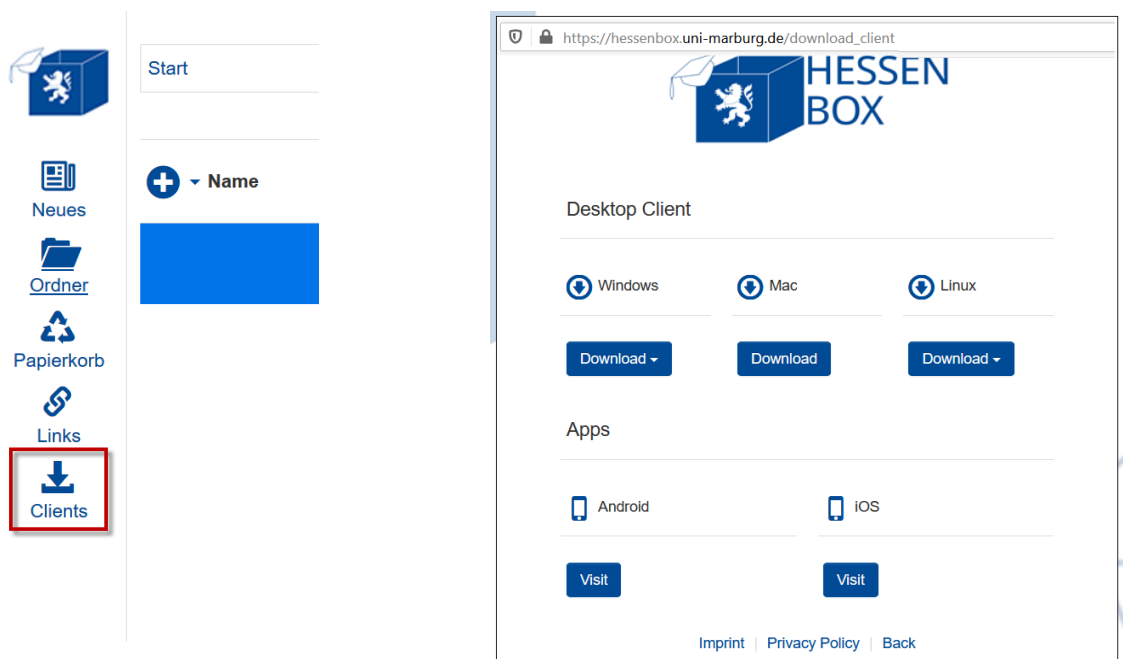 Start
Name
Neues
Ordner
Papierkorb
Links
Clients
https://hessenbox.uni-marburg.de/download_client
HESSEN
BOX
Desktop Client
Windows Mac Linux
Download Download Download
Apps
Android iOS
Visit Visit
Imprint | Privacy Policy | Back